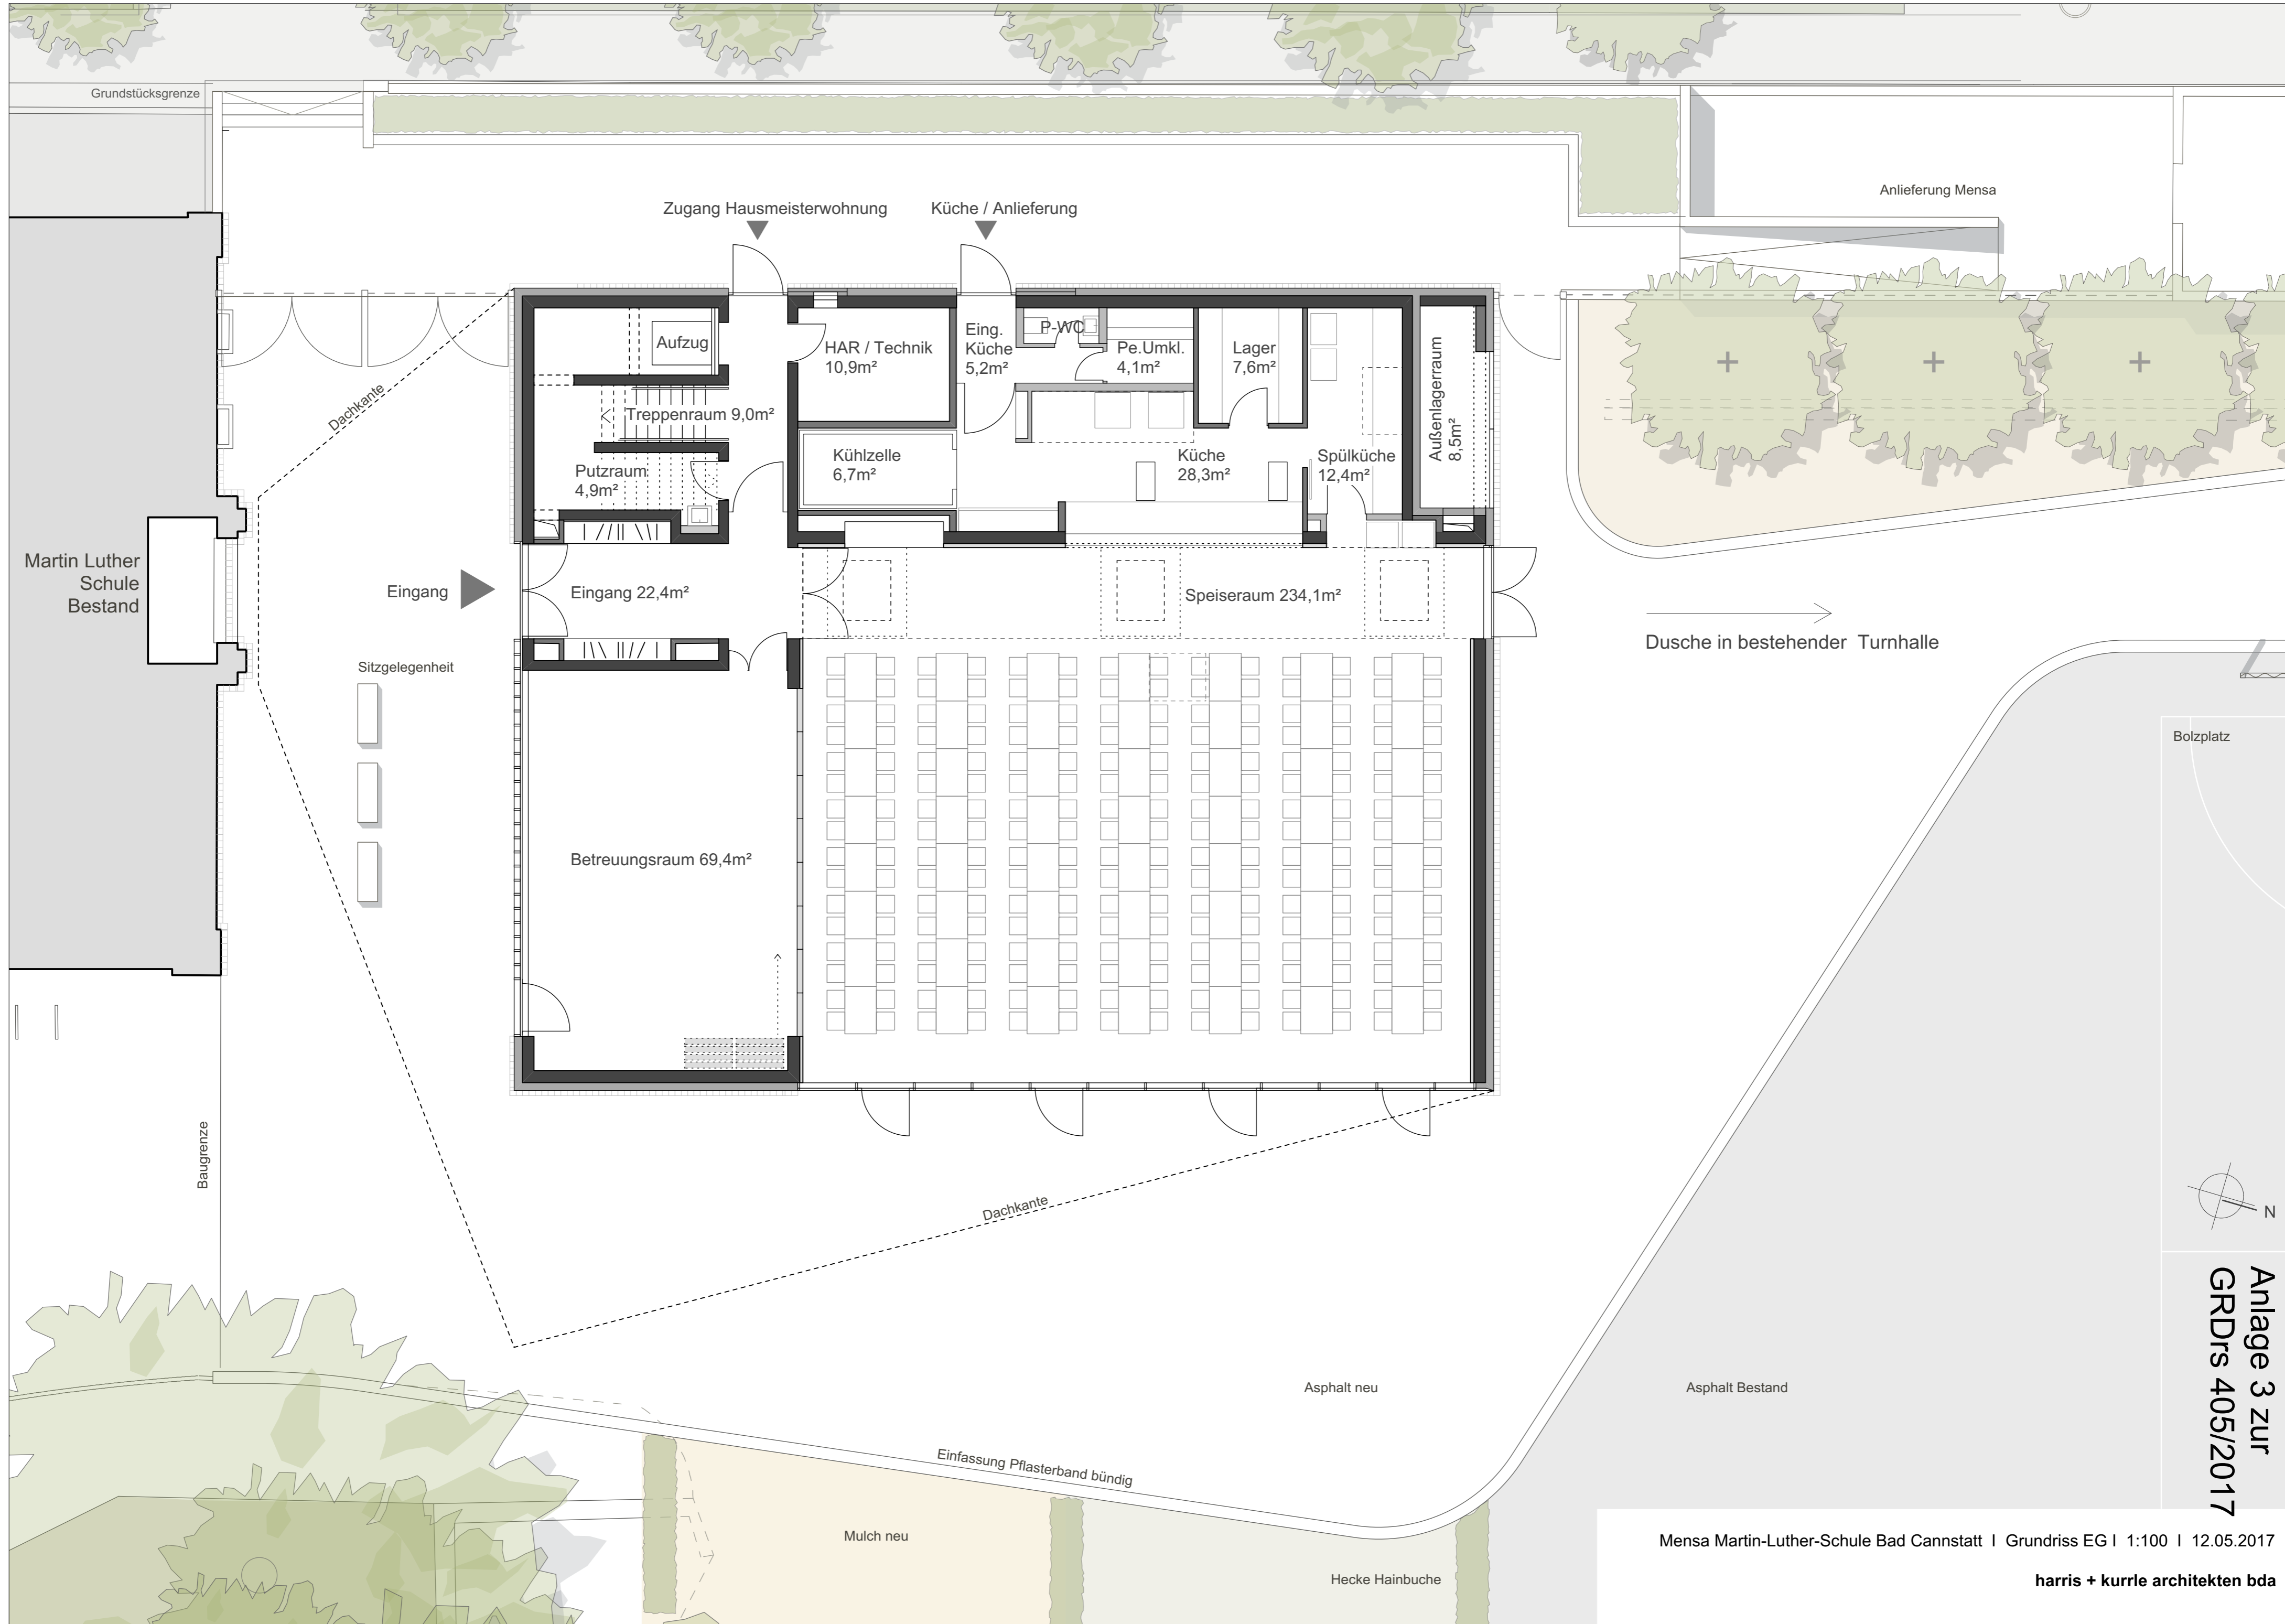 Grundstücksgrenze
Anlieferung Mensa
Zugang Hausmeisterwohnung
Küche / Anlieferung
Aufzug
HAR / Technik
10,9m²
Eing.
Küche
5,2m²
P-WC
Pe.Umkl.
4,1m²
Lager
7,6m²
Außenlagerraum
8,5m²
Dachkante
Treppenraum 9,0m²
Putzraum
4,9m²
Kühlzelle
6,7m²
Küche
28,3m²
Spülküche
12,4m²
Martin Luther
Schule
Bestand
Eingang
Eingang 22,4m²
Speiseraum 234,1m²
Dusche in bestehender Turnhalle
Sitzgelegenheit
Bolzplatz
Betreuungsraum 69,4m²
Baugrenze
Dachkante
N
Anlage 3 zur
GRDrs 405/2017
Asphalt neu
Asphalt Bestand
Einfassung Pflasterband bündig
Mulch neu
Hecke Hainbuche
Mensa Martin-Luther-Schule Bad Cannstatt I Grundriss EG I 1:100 I 12.05.2017
harris + kurrle architekten bda